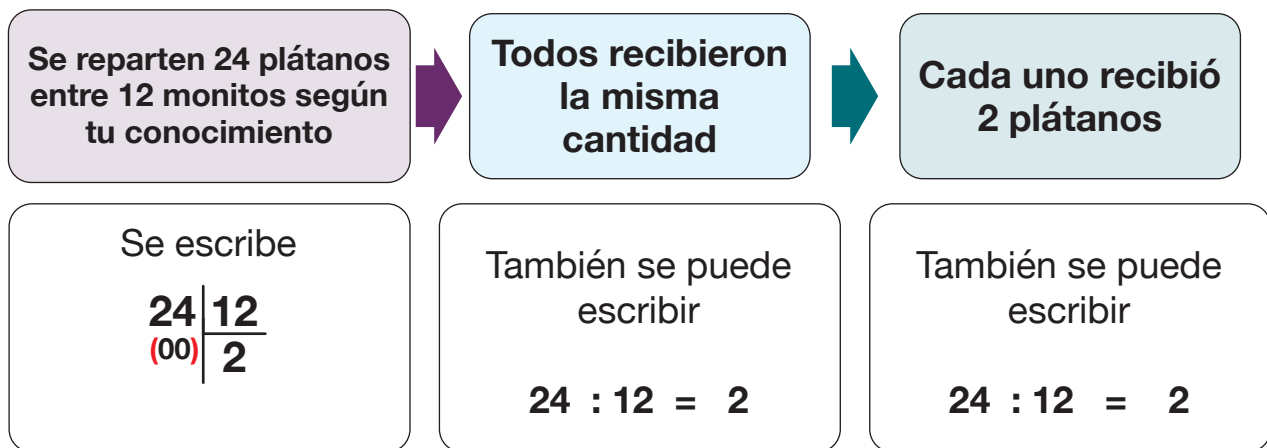 Se reparten 24 plátanos
entre 12 monitos según
tu conocimiento
Todos recibieron
la misma
cantidad
Cada uno recibió
2 plátanos
Se escribe
24 12
(00) 2
También se puede
escribir
24 : 12 = 2
También se puede
escribir
24 : 12 = 2